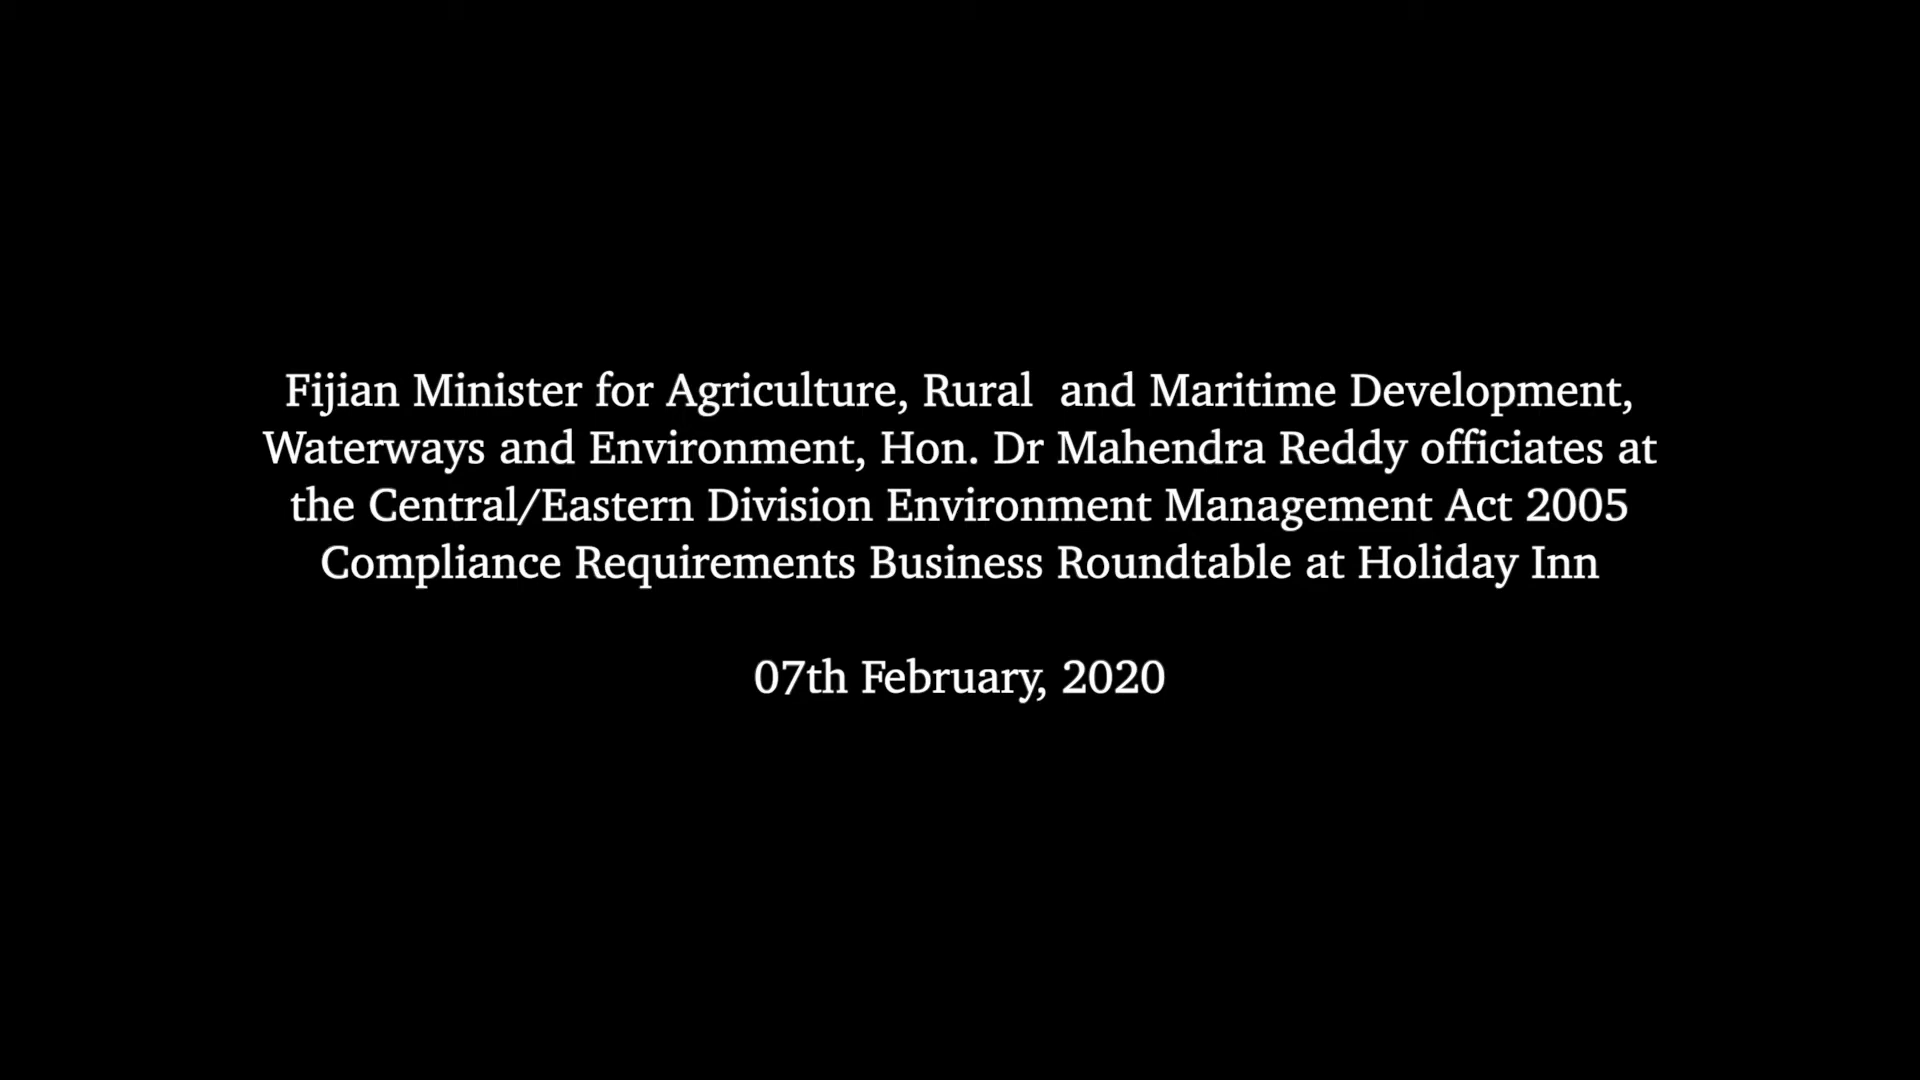 Fijian Minister for Agriculture, Rural  and Maritime Development,
Waterways and Environment, Hon. Dr Mahendra Reddy officiates at
the Central/Eastern Division Environment Management Act 2005
Compliance Requirements Business Roundtable at Holiday Inn
07th February, 2020